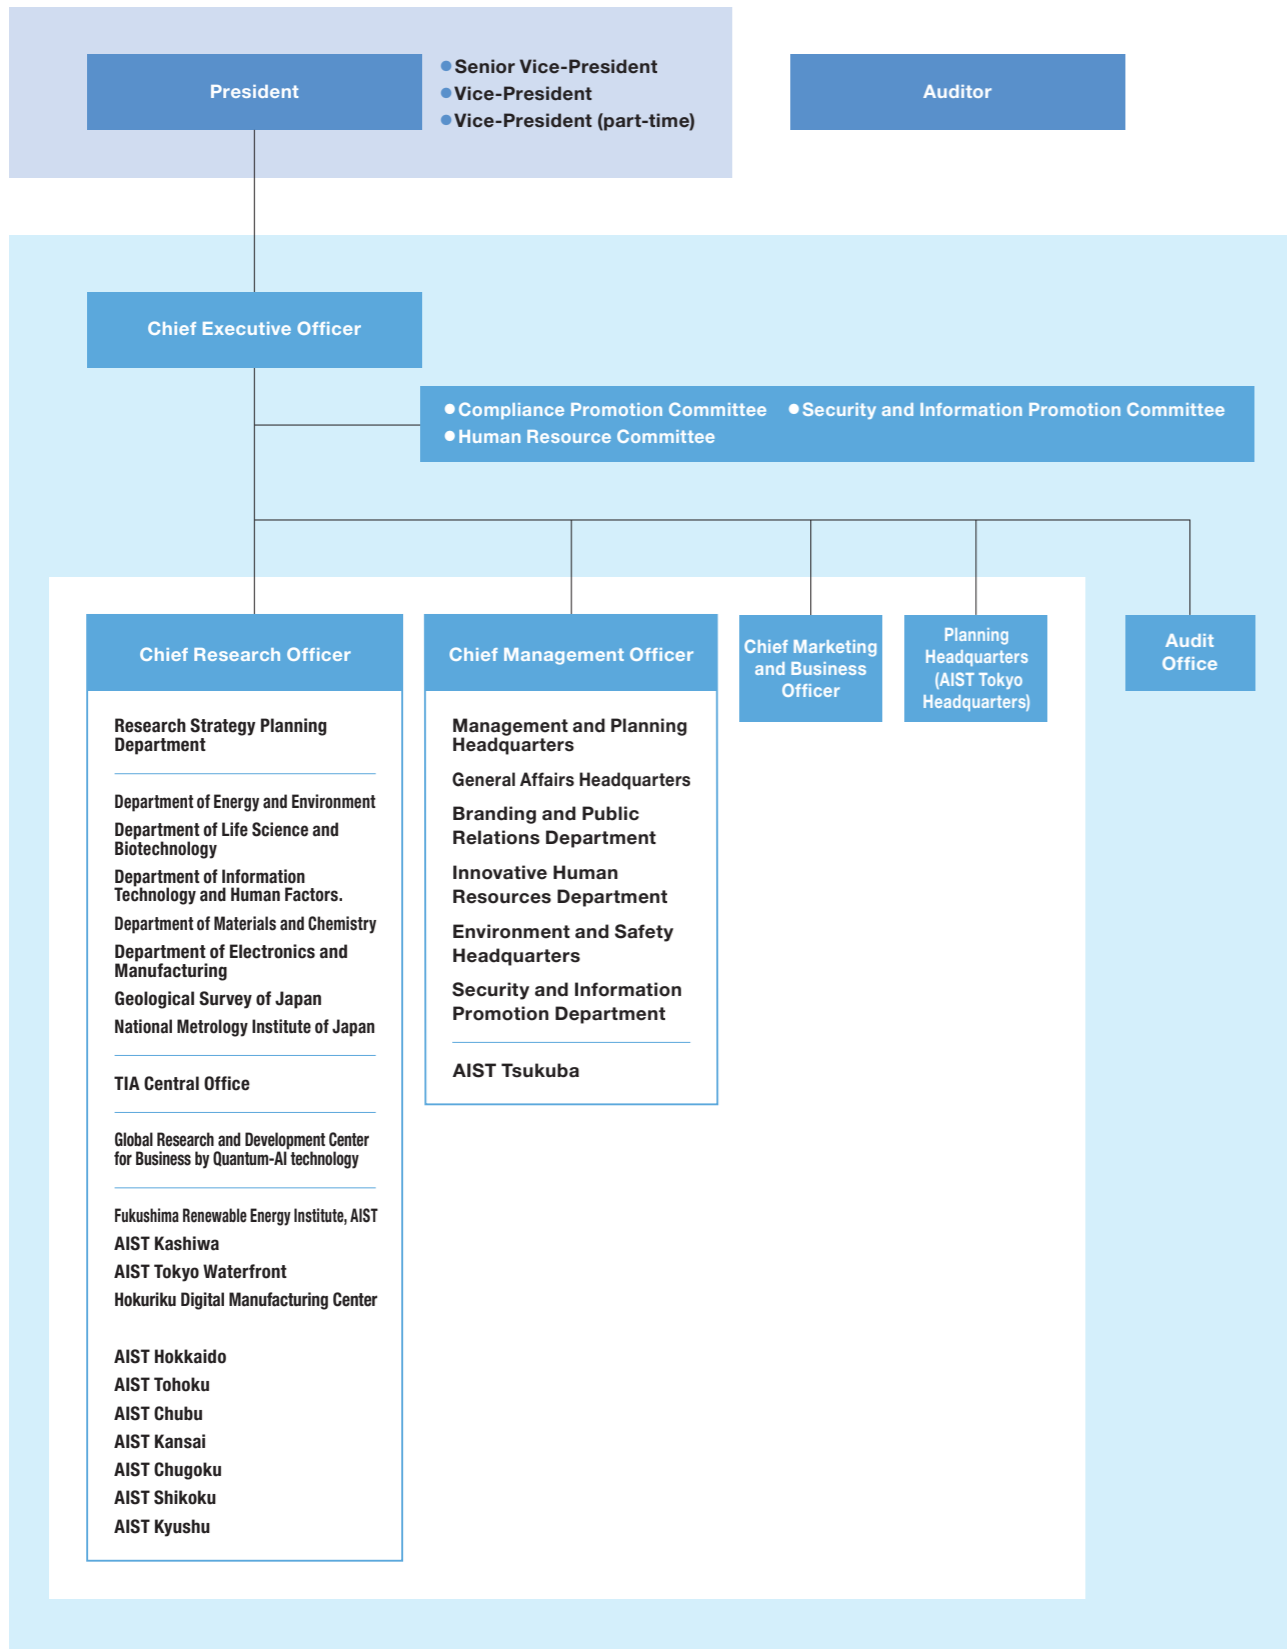 President
●Senior Vice-President
●Vice-President
●Vice-President (part-time)
Auditor
Chief Executive Officer
●Compliance Promotion Committee ●Security and Information Promotion Committee
●Human Resource Committee
Chief Research Officer
Research Strategy Planning
Department
Department of Energy and Environment
Department of Life Science and
Biotechnology
Department of Information
Technology and Human Factors.
Department of Materials and Chemistry
Department of Electronics and
Manufacturing
Geological Survey of Japan
National Metrology Institute of Japan
TIA Central Office
Global Research and Development Center
for Business by Quantum-AI technology
Fukushima Renewable Energy Institute, AIST
AIST Kashiwa
AIST Tokyo Waterfront
Hokuriku Digital Manufacturing Center
AIST Hokkaido
AIST Tohoku
AIST Chubu
AIST Kansai
AIST Chugoku
AIST Shikoku
AIST Kyushu
Chief Management Officer
Management and Planning
Headquarters
General Affairs Headquarters
Branding and Public
Relations Department
Innovative Human
Resources Department
Environment and Safety
Headquarters
Security and Information
Promotion Department
AIST Tsukuba
Chief Marketing
and Business
Officer
Planning
Headquarters
(AIST Tokyo
Headquarters)
Audit
Office